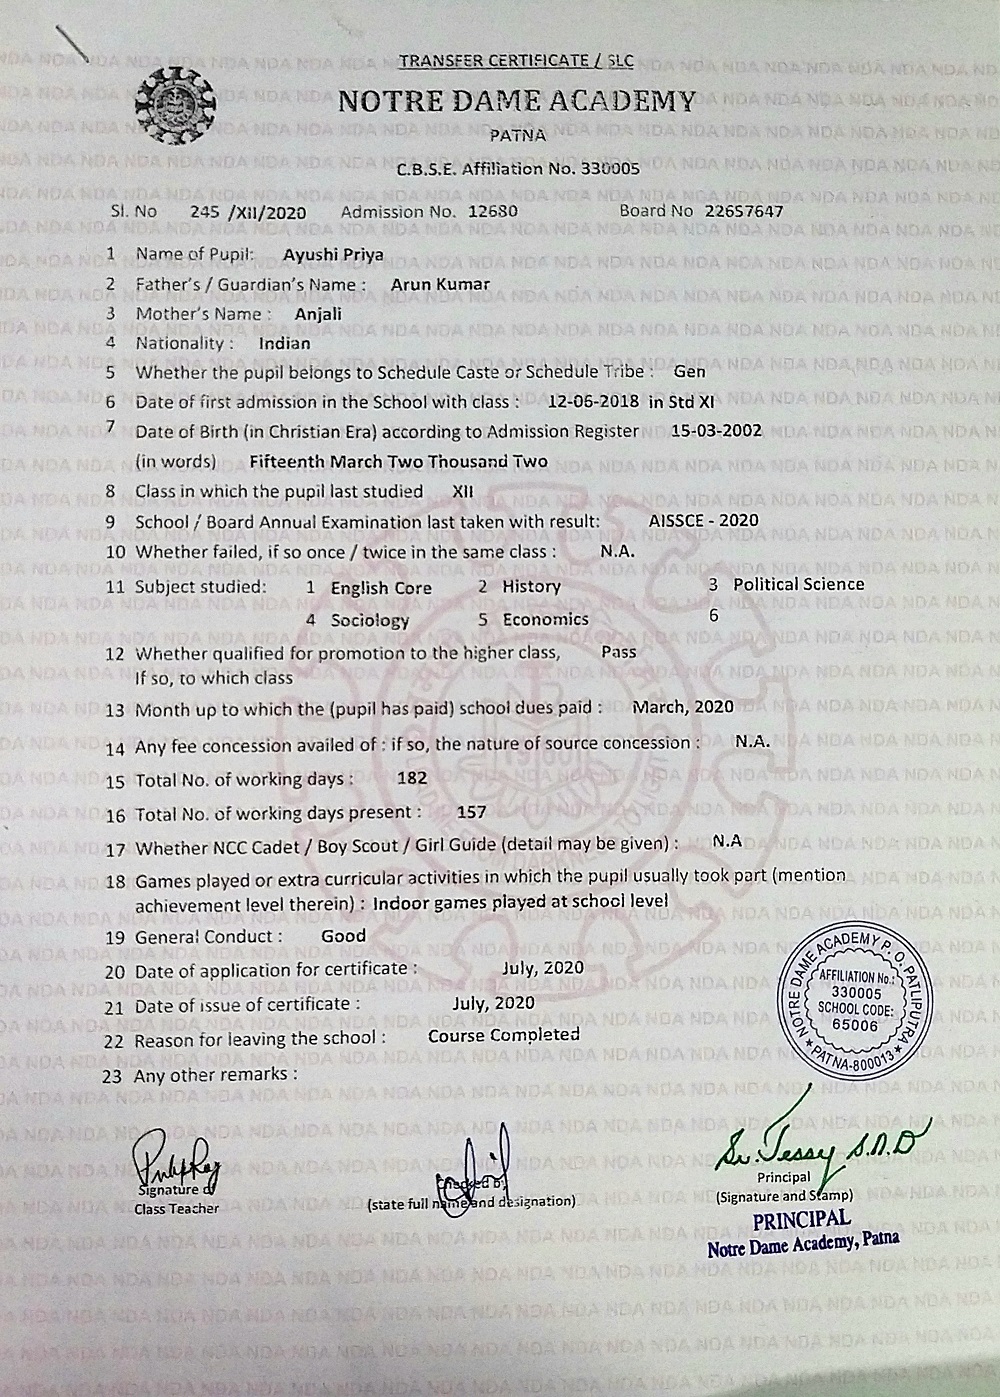 TRANSFER CERTIFICATE / SLC
NOTRE DAME ACADEMY
PATNA
C.B.S.E. Affiliation No. 330005
Sl. No 245 /XII/2020 Admission No. 12680 Board No 22657647
1 Name of Pupil: Ayushi Priya
2 Father's / Guardian's Name : Arun Kumar
3 Mother's Name : Anjali
4 Nationality : Indian
5 Whether the pupil belongs to Schedule Caste or Schedule Tribe : Gen
6 Date of first admission in the School with class : 12-06-2018 in Std XI
7 Date of Birth (in Christian Era) according to Admission Register 15-03-2002
(in words) Fifteenth March Two Thousand Two
8 Class in which the pupil last studied XII
9 School / Board Annual Examination last taken with result: AISSCE - 2020
10 Whether failed, if so once / twice in the same class : N.A.
11 Subject studied: 1 English Core 2 History 3 Political Science
4 Sociology 5 Economics 6
12 Whether qualified for promotion to the higher class, Pass
If so, to which class
13 Month up to which the (pupil has paid) school dues paid : March, 2020
14 Any fee concession availed of : if so, the nature of source concession : N.A.
15 Total No. of working days : 182
16 Total No. of working days present : 157
17 Whether NCC Cadet / Boy Scout / Girl Guide (detail may be given) : N.A
18 Games played or extra curricular activities in which the pupil usually took part (mention
achievement level therein) : Indoor games played at school level
19 General Conduct : Good
20 Date of application for certificate : July, 2020
21 Date of issue of certificate : July, 2020
22 Reason for leaving the school : Course Completed
23 Any other remarks :
NOTRE DAME ACADEMY P. O. PATLIPUTRA
AFFILIATION No.:
330005
SCHOOL CODE:
65006
★ PATNA-800013 ★
Sr. Tessy S.N.D
Signature of
Class Teacher
Checked by
(state full name and designation)
Principal
(Signature and Stamp)
PRINCIPAL
Notre Dame Academy, Patna